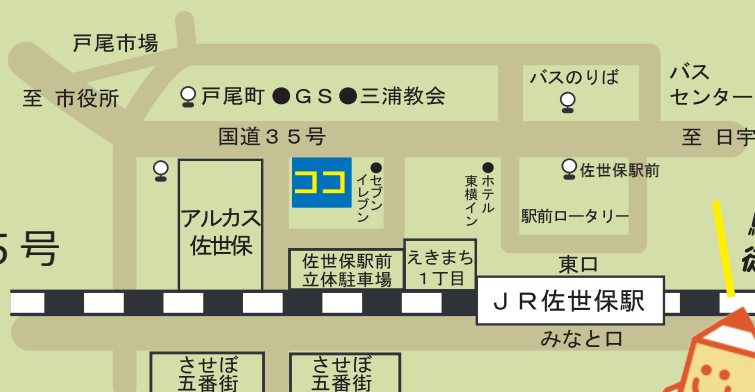 戸尾市場
至 市役所
戸尾町 ●GS ●三浦教会
バスのりば
バス
センター
国道35号
至 日宇
ココ
セブン
イレブン
ホテル
東横イン
佐世保駅前
駅前ロータリー
アルカス
佐世保
5号
佐世保駅前
立体駐車場
えきまち
1丁目
東口
JR佐世保駅
みなと口
させぼ
五番街
させぼ
五番街